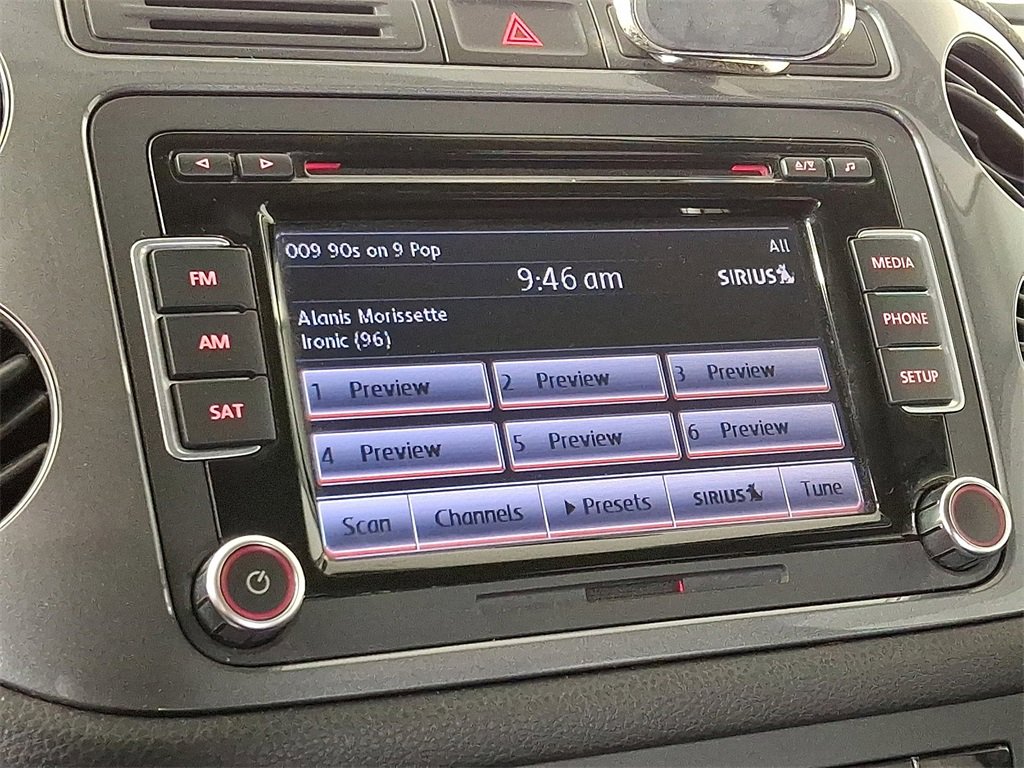 009 90s on 9 Pop
All
9:46 am
SIRIUS
Alanis Morissette
Ironic (96)
1 Preview
2 Preview
3 Preview
4 Preview
5 Preview
6 Preview
Scan
Channels
Presets
SIRIUS
Tune
FM
AM
SAT
MEDIA
PHONE
SETUP